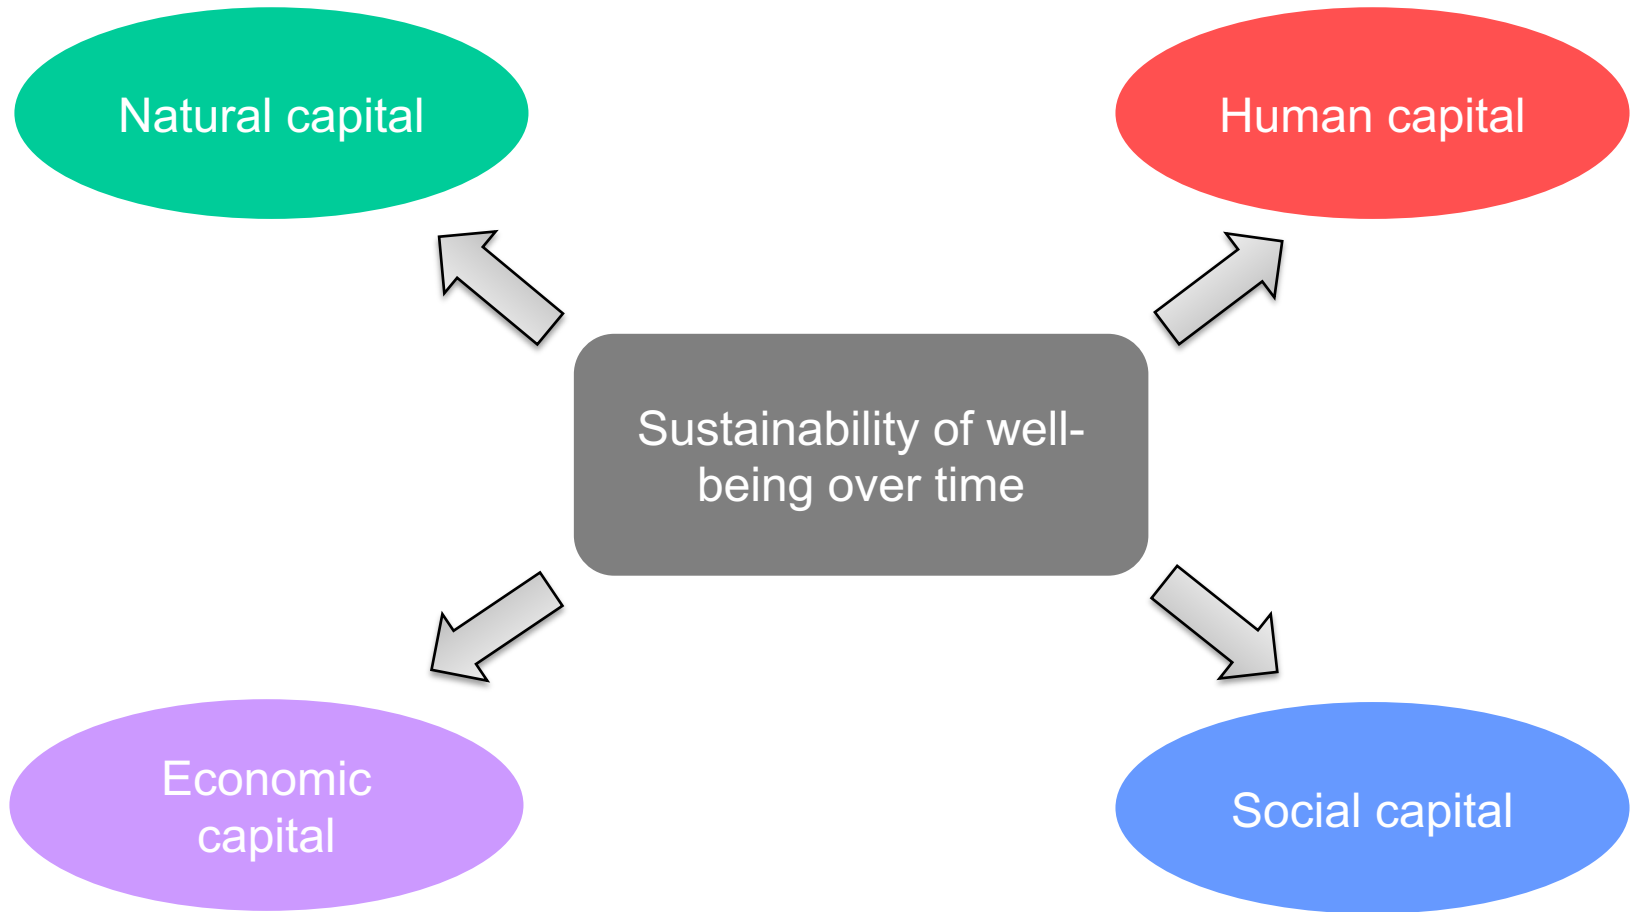 Natural capital
Human capital
Sustainability of well-
being over time
Economic
capital
Social capital